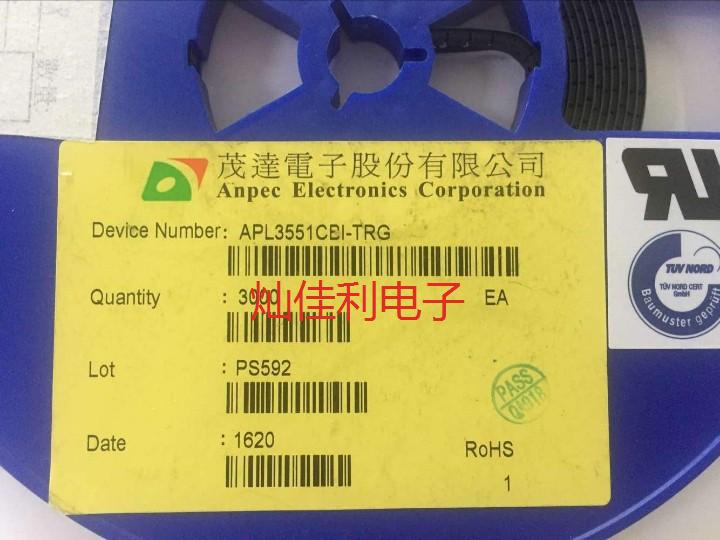 茂達電子股份有限公司
Anpec Electronics Corporation
Device Number: APL3551CBI-TRG
Quantity : 3000 EA
灿佳利电子
Lot : PS592
PASS
Date : 1620
RoHS
1
TUV NORD
TÜV NORD CERT
GmbH
Baumuster geprüft